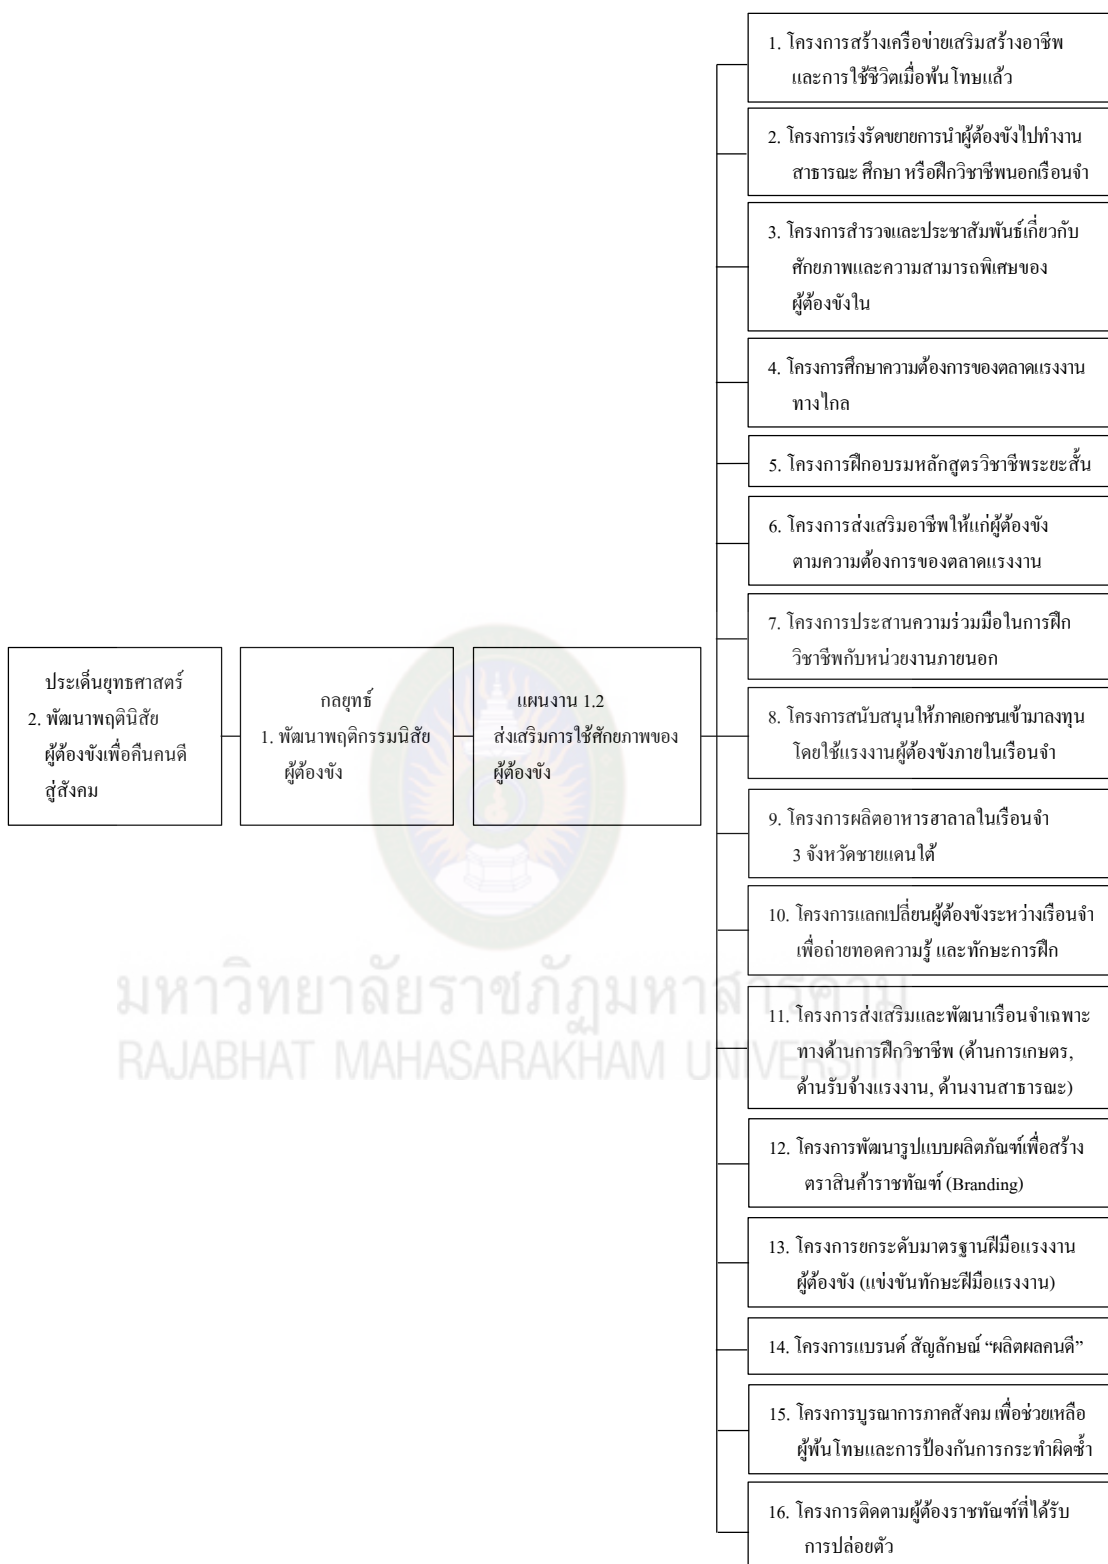 ประเด็นยุทธศาสตร์
2. พัฒนาพฤตินิสัย
ผู้ต้องขังเพื่อคืนคนดี
สู่สังคม
กลยุทธ์
1. พัฒนาพฤติกรรมนิสัย
ผู้ต้องขัง
แผนงาน 1.2
ส่งเสริมการใช้ศักยภาพของ
ผู้ต้องขัง
1. โครงการสร้างเครือข่ายเสริมสร้างอาชีพ
และการใช้ชีวิตเมื่อพ้นโทษแล้ว
2. โครงการเร่งรัดขยายการนำผู้ต้องขังไปทำงาน
สาธารณะ ศึกษา หรือฝึกวิชาชีพนอกเรือนจำ
3. โครงการสำรวจและประชาสัมพันธ์เกี่ยวกับ
ศักยภาพและความสามารถพิเศษของ
ผู้ต้องขังใน
4. โครงการศึกษาความต้องการของตลาดแรงงาน
ทางไกล
5. โครงการฝึกอบรมหลักสูตรวิชาชีพระยะสั้น
6. โครงการส่งเสริมอาชีพให้แก่ผู้ต้องขัง
ตามความต้องการของตลาดแรงงาน
7. โครงการประสานความร่วมมือในการฝึก
วิชาชีพกับหน่วยงานภายนอก
8. โครงการสนับสนุนให้ภาคเอกชนเข้ามาลงทุน
โดยใช้แรงงานผู้ต้องขังภายในเรือนจำ
9. โครงการผลิตอาหารฮาลาลในเรือนจำ
3 จังหวัดชายแดนใต้
10. โครงการแลกเปลี่ยนผู้ต้องขังระหว่างเรือนจำ
เพื่อถ่ายทอดความรู้ และทักษะการฝึก
11. โครงการส่งเสริมและพัฒนาเรือนจำเฉพาะ
ทางด้านการฝึกวิชาชีพ (ด้านการเกษตร,
ด้านรับจ้างแรงงาน, ด้านงานสาธารณะ)
12. โครงการพัฒนารูปแบบผลิตภัณฑ์เพื่อสร้าง
ตราสินค้าราชทัณฑ์ (Branding)
13. โครงการยกระดับมาตรฐานฝีมือแรงงาน
ผู้ต้องขัง (แข่งขันทักษะฝีมือแรงงาน)
14. โครงการแบรนด์ สัญลักษณ์ “ผลิตผลคนดี”
15. โครงการบูรณาการภาคสังคม เพื่อช่วยเหลือ
ผู้พ้นโทษและการป้องกันการกระทำผิดซ้ำ
16. โครงการติดตามผู้ต้องราชทัณฑ์ที่ได้รับ
การปล่อยตัว
มหาวิทยาลัยราชภัฏมหาสารคาม
RAJABHAT MAHASARAKHAM UNIVERSITY